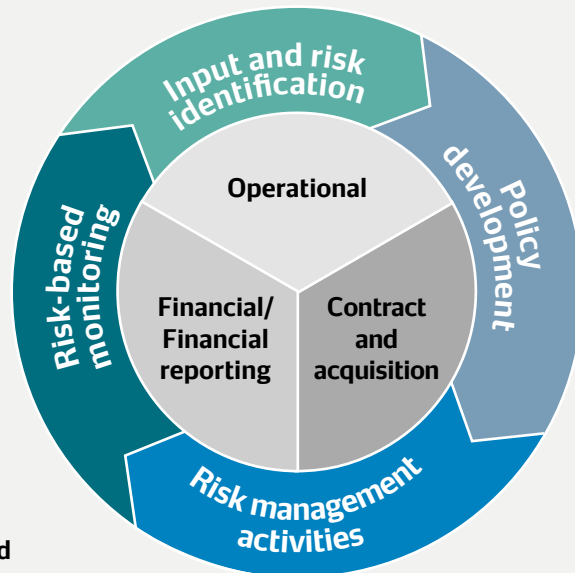 Input and risk
identification
Policy
development
Operational
Risk-based
monitoring
Financial/
Financial
reporting
Contract
and
acquisition
Risk management
activities